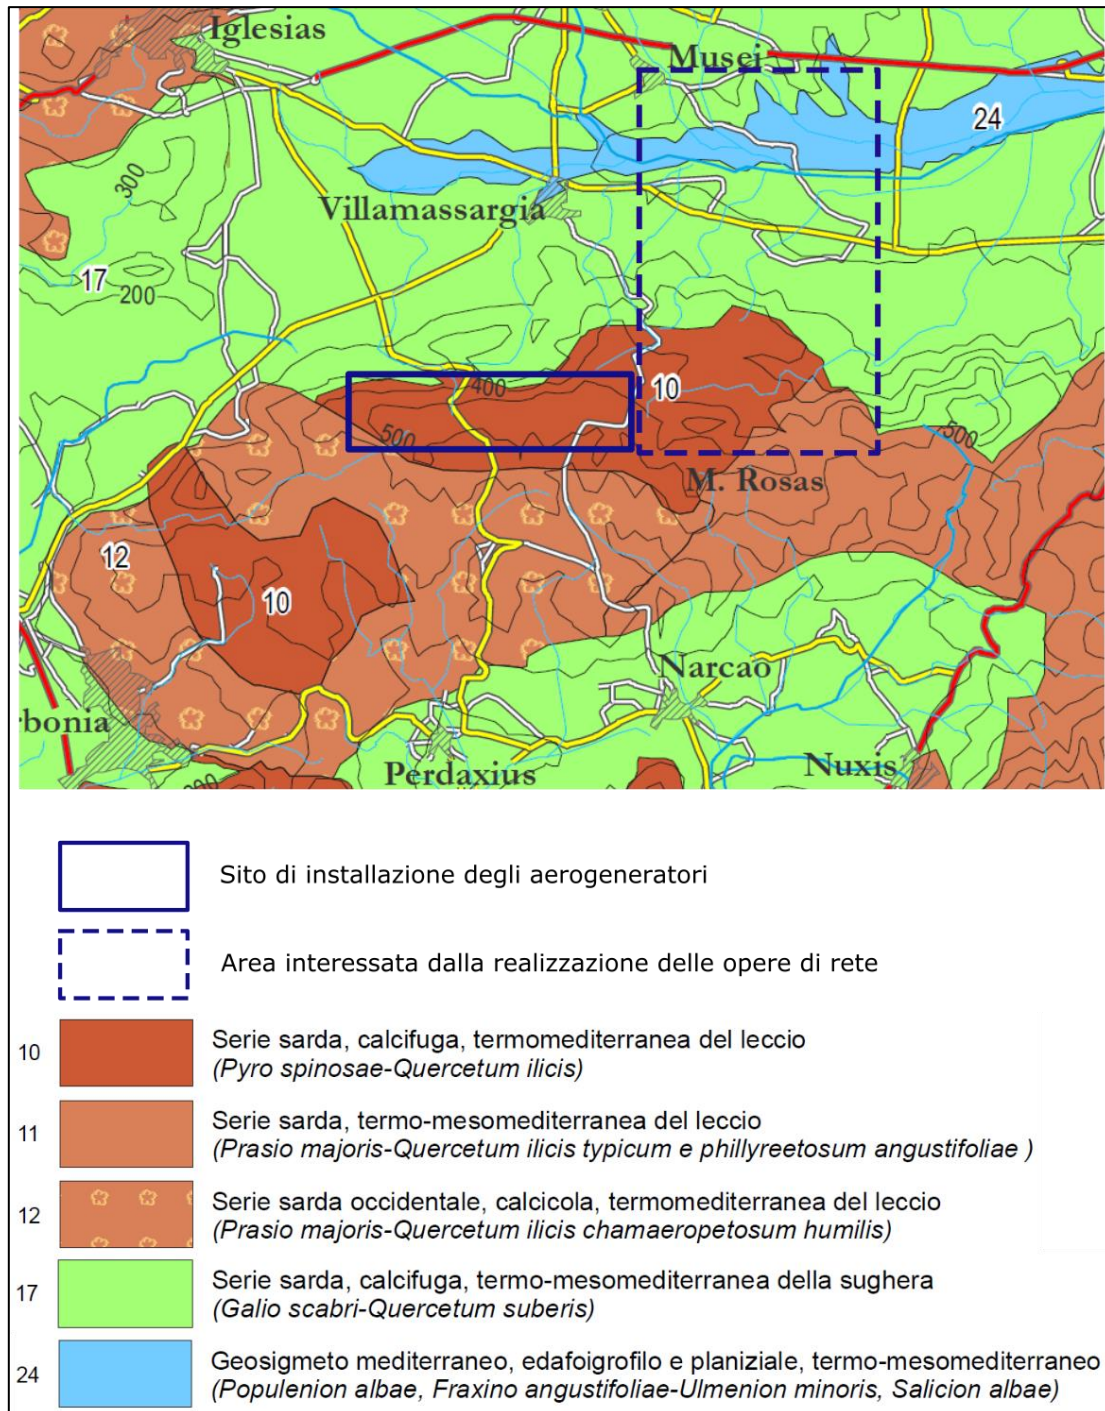 Iglesias
Musei
24
300
Villamassargia
17
200
400
10
500
500
M. Rosas
12
10
Narcao
rbonia
Perdaxius
Nuxis
Sito di installazione degli aerogeneratori
Area interessata dalla realizzazione delle opere di rete
10 Serie sarda, calcifuga, termomediterranea del leccio
(Pyro spinosae-Quercetum ilicis)
11 Serie sarda, termo-mesomediterranea del leccio
(Prasio majoris-Quercetum ilicis typicum e phillyreetosum angustifoliae )
12 Serie sarda occidentale, calcicola, termomediterranea del leccio
(Prasio majoris-Quercetum ilicis chamaeropetosum humilis)
17 Serie sarda, calcifuga, termo-mesomediterranea della sughera
(Galio scabri-Quercetum suberis)
24 Geosigmeto mediterraneo, edafoigrofilo e planiziale, termo-mesomediterraneo
(Populenion albae, Fraxino angustifoliae-Ulmenion minoris, Salicion albae)